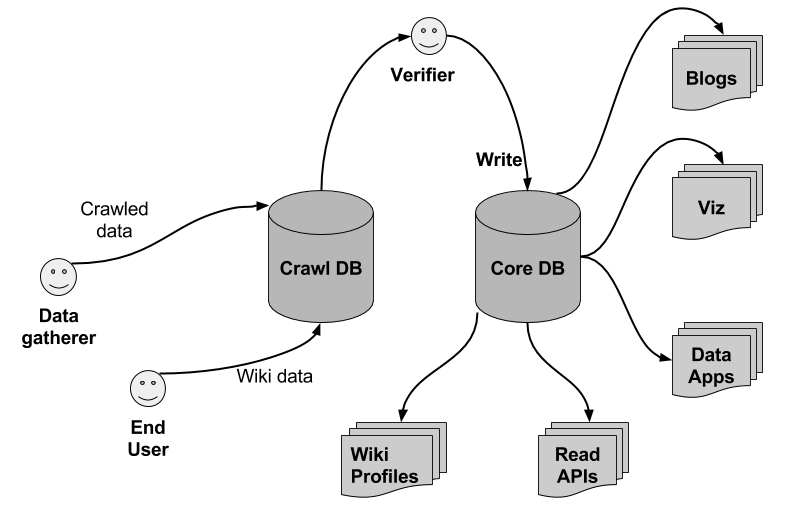 Verifier
Blogs
Write
Viz
Crawled
data
Crawl DB
Core DB
Data
gatherer
Wiki data
Data
Apps
End
User
Wiki
Profiles
Read
APIs